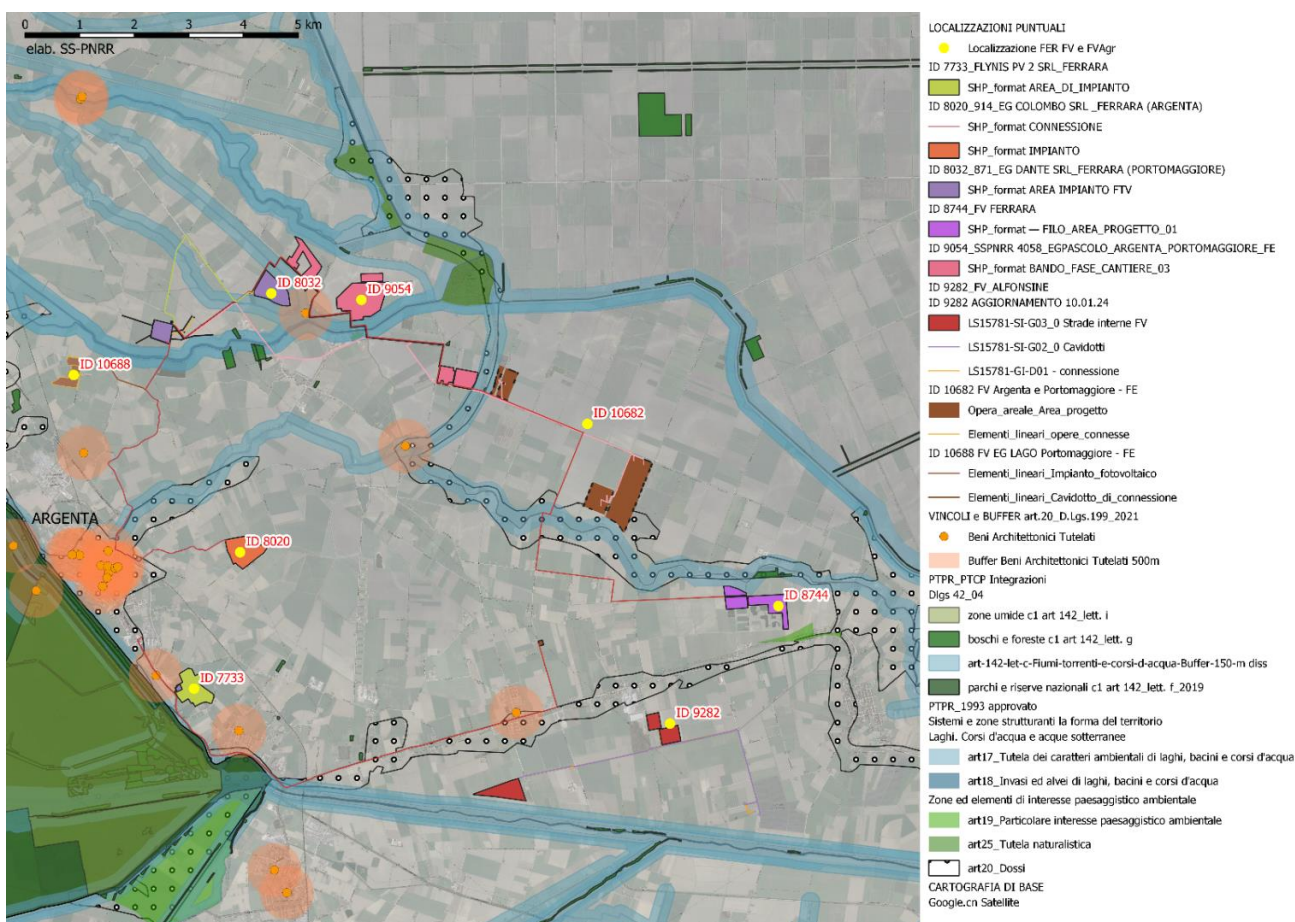 0 1 2 3 4 5 km
elab. SS-PNRR
ID 8032
ID 9054
ID 10688
ID 10682
ARGENTA
ID 8020
ID 8744
ID 7733
ID 9282
LOCALIZZAZIONI PUNTUALI
Localizzazione FER FV e FVAgr
ID 7733_FLYNIS PV 2 SRL_FERRARA
SHP_format AREA_DI_IMPIANTO
ID 8020_914_EG COLOMBO SRL _FERRARA (ARGENTA)
SHP_format CONNESSIONE
SHP_format IMPIANTO
ID 8032_871_EG DANTE SRL_FERRARA (PORTOMAGGIORE)
SHP_format AREA IMPIANTO FTV
ID 8744_FV FERRARA
SHP_format — FILO_AREA_PROGETTO_01
ID 9054_SSPNRR 4058_EGPASCOLO_ARGENTA_PORTOMAGGIORE_FE
SHP_format BANDO_FASE_CANTIERE_03
ID 9282_FV_ALFONSINE
ID 9282 AGGIORNAMENTO 10.01.24
LS15781-SI-G03_0 Strade interne FV
LS15781-SI-G02_0 Cavidotti
LS15781-GI-D01 - connessione
ID 10682 FV Argenta e Portomaggiore - FE
Opera_areale_Area_progetto
Elementi_lineari_opere_connesse
ID 10688 FV EG LAGO Portomaggiore - FE
Elementi_lineari_Impianto_fotovoltaico
Elementi_lineari_Cavidotto_di_connessione
VINCOLI e BUFFER art.20_D.Lgs.199_2021
Beni Architettonici Tutelati
Buffer Beni Architettonici Tutelati 500m
PTPR_PTCP Integrazioni
Dlgs 42_04
zone umide c1 art 142_lett. i
boschi e foreste c1 art 142_lett. g
art-142-let-c-Fiumi-torrenti-e-corsi-d-acqua-Buffer-150-m diss
parchi e riserve nazionali c1 art 142_lett. f_2019
PTPR_1993 approvato
Sistemi e zone strutturanti la forma del territorio
Laghi. Corsi d'acqua e acque sotterranee
art17_Tutela dei caratteri ambientali di laghi, bacini e corsi d'acqua
art18_Invasi ed alvei di laghi, bacini e corsi d'acqua
Zone ed elementi di interesse paesaggistico ambientale
art19_Particolare interesse paesaggistico ambientale
art25_Tutela naturalistica
art20_Dossi
CARTOGRAFIA DI BASE
Google.cn Satellite